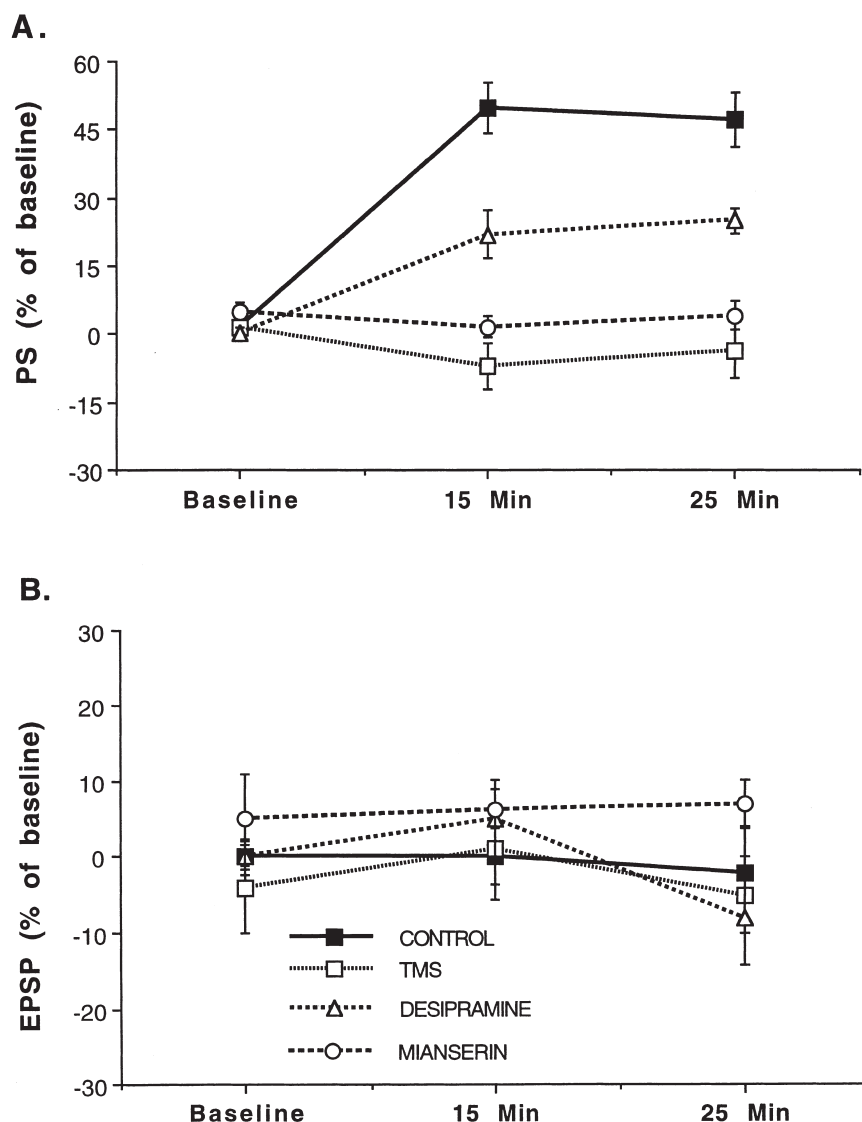 A.
PS (% of baseline)
60
45
30
15
0
-15
-30
Baseline 15 Min 25 Min
B.
EPSP (% of baseline)
30
20
10
0
-10
-20
-30
CONTROL
TMS
DESIPRAMINE
MIANSERIN
Baseline 15 Min 25 Min